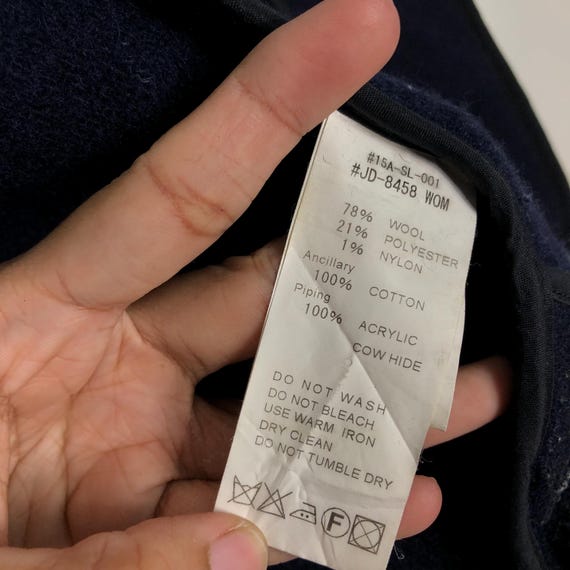 #15A-SL-001
#JD-8458 WOM
78% WOOL
21% POLYESTER
1% NYLON
Ancillary
100% COTTON
Piping
100% ACRYLIC
COW HIDE
DO NOT WASH
DO NOT BLEACH
USE WARM IRON
DRY CLEAN
DO NOT TUMBLE DRY
F